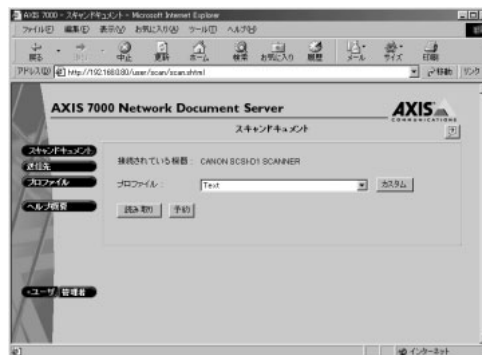 AXIS 7000 - スキャンドキュメント - Microsoft Internet Explorer
ファイル(F) 編集(E) 表示(V) お気に入り(A) ツール(T) ヘルプ(H)
戻る 中止 更新 ホーム 検索 お気に入り 履歴 メール サイズ 印刷
アドレス(D) http://192.168.0.80/user/scan/scan.shtml 移動 リンク
AXIS 7000 Network Document Server
AXIS
COMMUNICATIONS
スキャンドキュメント
スキャンドキュメント
送信先
プロファイル
ヘルプ概要
接続されている機器 : CANON SCSI-D1 SCANNER
プロファイル : Text カスタム
読み取り 予約
ユーザ 管理者
インターネット